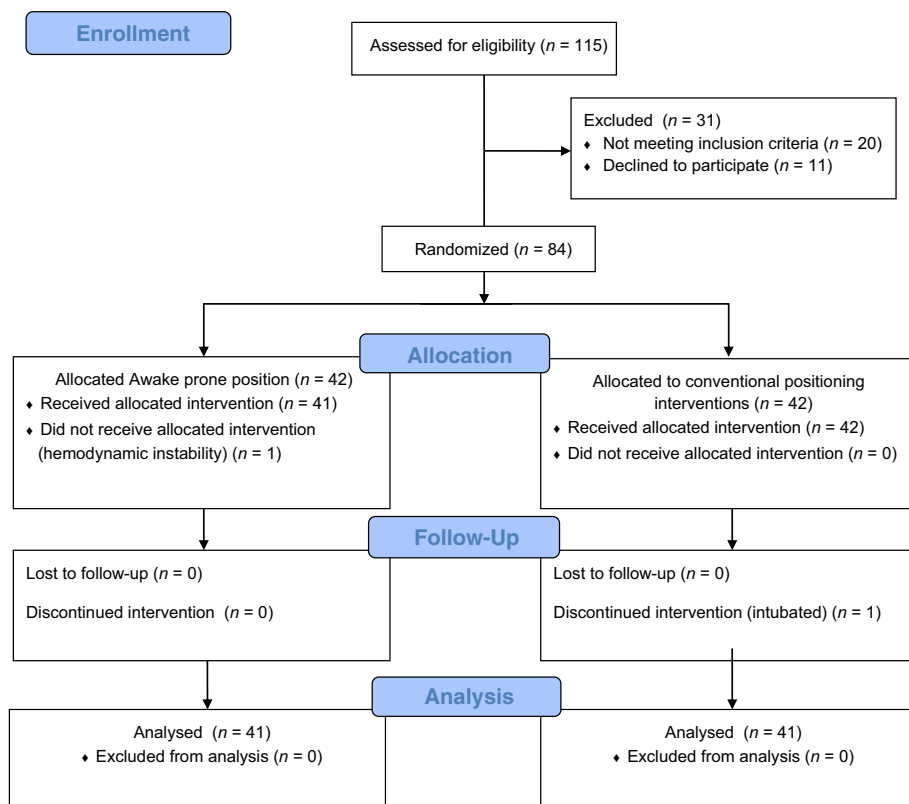 Enrollment
Assessed for eligibility (n = 115)
Excluded (n = 31)
♦ Not meeting inclusion criteria (n = 20)
♦ Declined to participate (n = 11)
Randomized (n = 84)
Allocation
Allocated Awake prone position (n = 42)
♦ Received allocated intervention (n = 41)
♦ Did not receive allocated intervention
(hemodynamic instability) (n = 1)
Allocated to conventional positioning
interventions (n = 42)
♦ Received allocated intervention (n = 42)
♦ Did not receive allocated intervention (n = 0)
Follow-Up
Lost to follow-up (n = 0)
Discontinued intervention (n = 0)
Lost to follow-up (n = 0)
Discontinued intervention (intubated) (n = 1)
Analysis
Analysed (n = 41)
♦ Excluded from analysis (n = 0)
Analysed (n = 41)
♦ Excluded from analysis (n = 0)